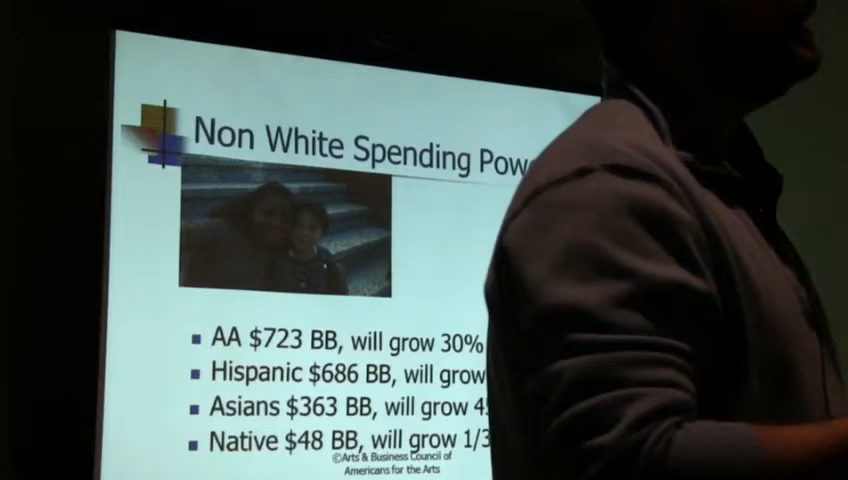 Non White Spending Pow
AA $723 BB, will grow 30%
Hispanic $686 BB, will grow
Asians $363 BB, will grow 4
Native $48 BB, will grow 1/3
©Arts & Business Council of
Americans for the Arts